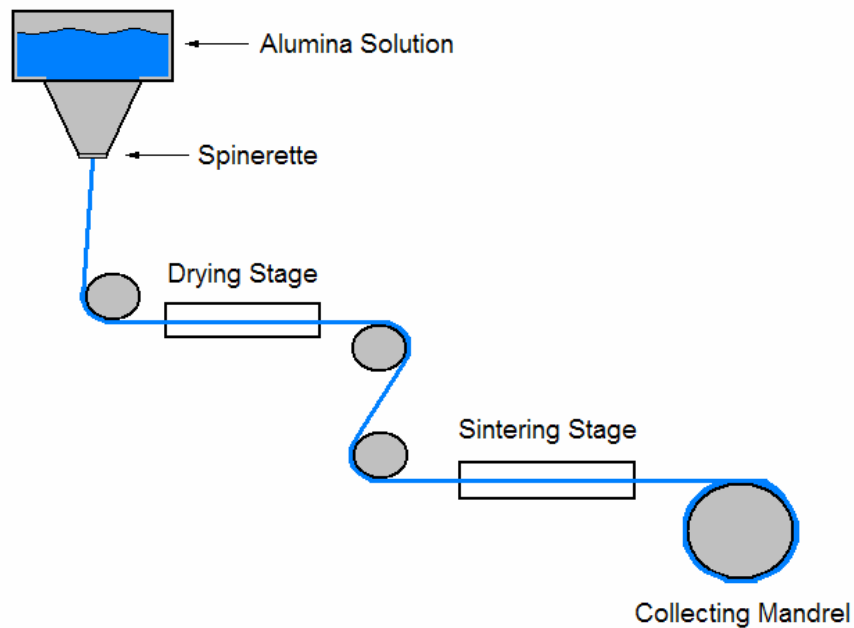 Alumina Solution
Spinerette
Drying Stage
Sintering Stage
Collecting Mandrel